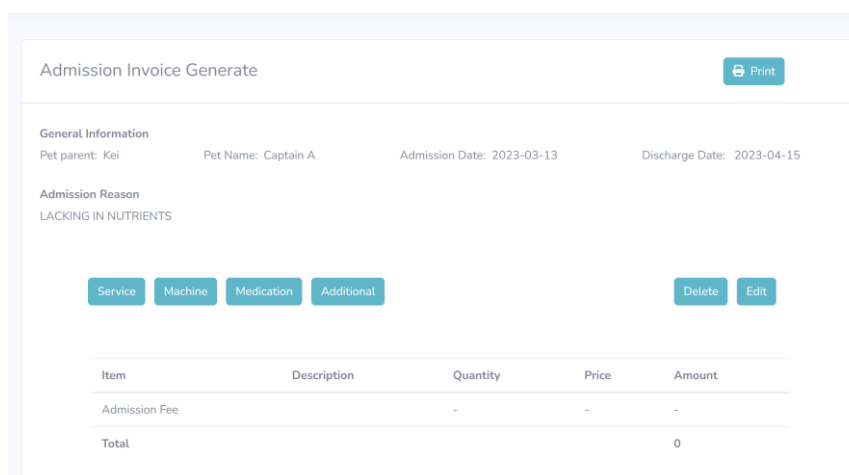 Admission Invoice Generate Print
General Information
Pet parent: Kei Pet Name: Captain A Admission Date: 2023-03-13 Discharge Date: 2023-04-15
Admission Reason
LACKING IN NUTRIENTS
Service Machine Medication Additional Delete Edit
Item Description Quantity Price Amount
Admission Fee - - -
Total 0